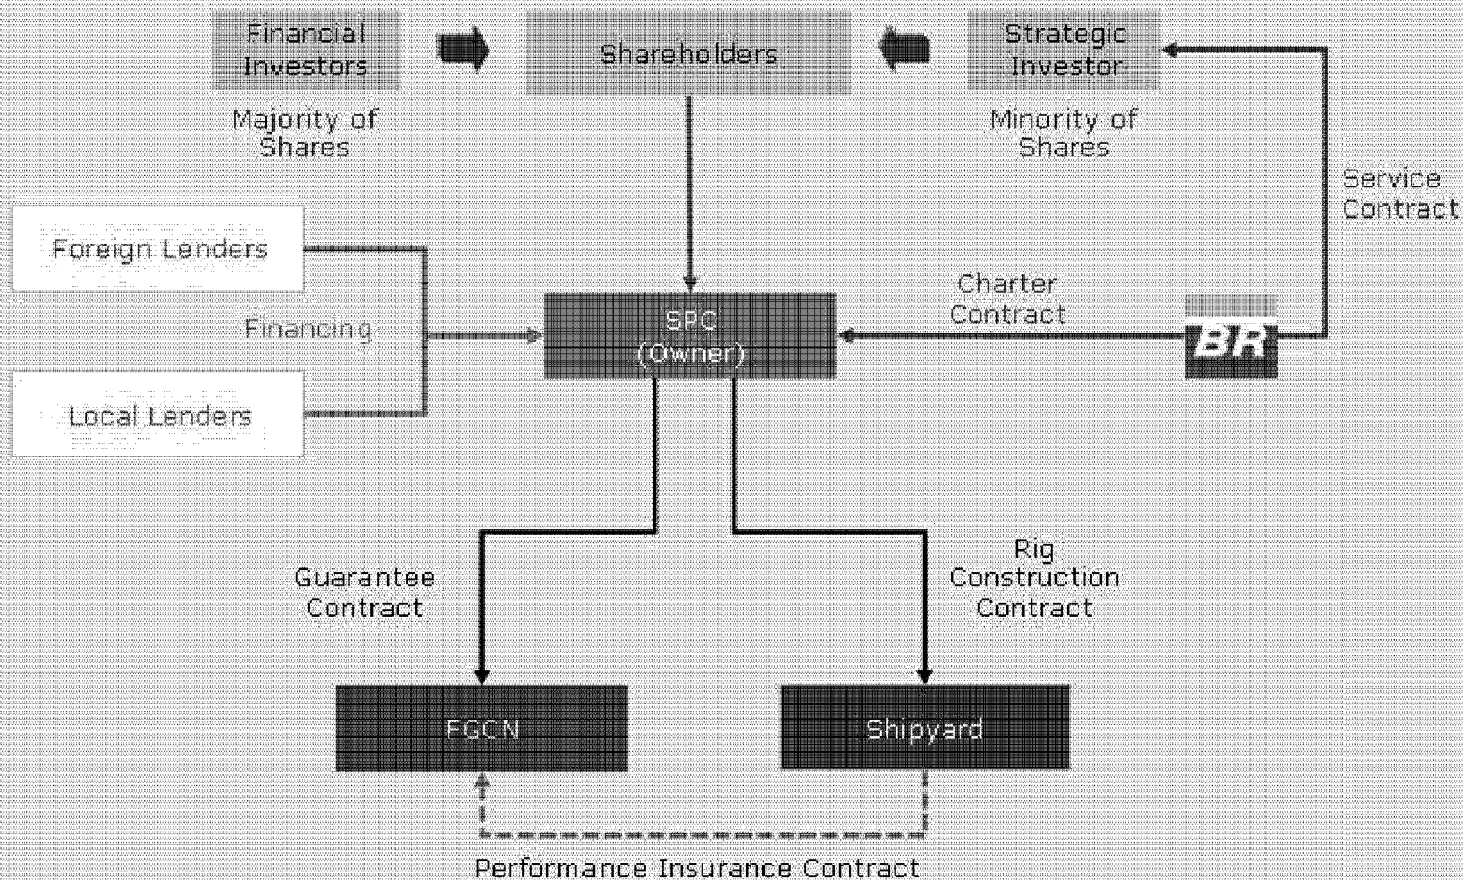 Financial
Investors
Shareholders
Strategic
Investor
Majority of
Shares
Minority of
Shares
Service
Contract
Foreign Lenders
Charter
Contract
Financing
SPC
(Owner)
BR
Local Lenders
Guarantee
Contract
Rig
Construction
Contract
FGCN
Shipyard
Performance Insurance Contract